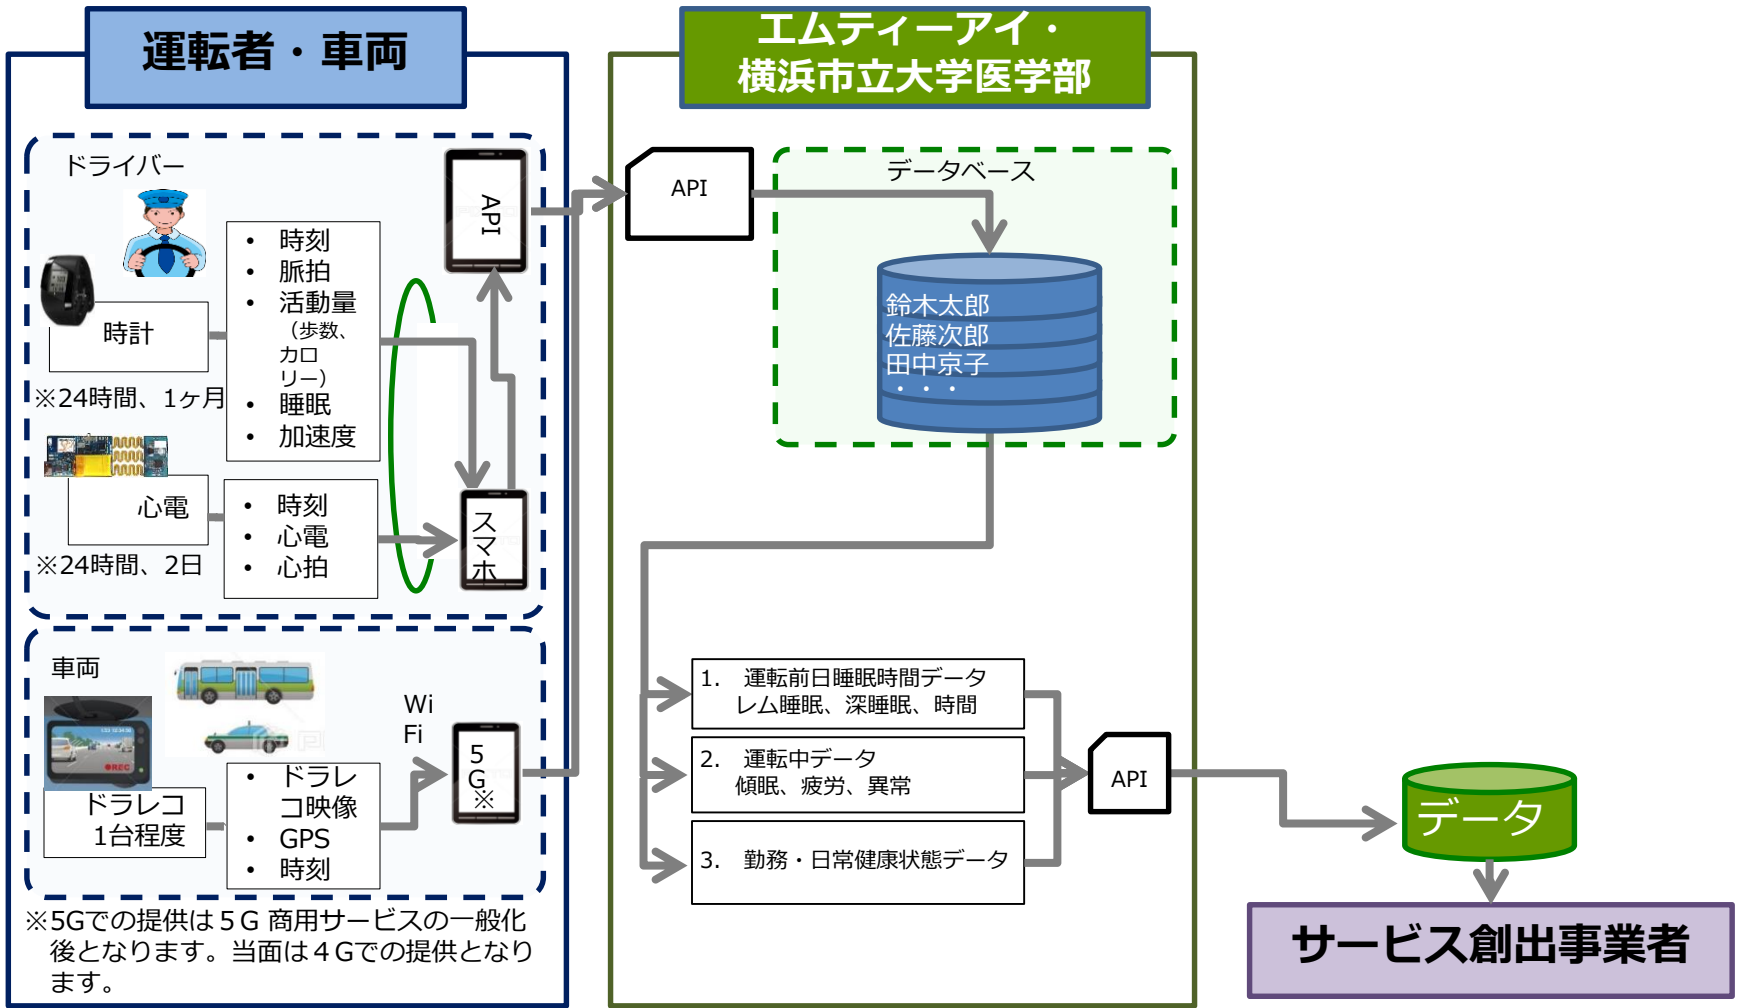 運転者・車両
ドライバー
時計
※24時間、1ヶ月
• 時刻
• 脈拍
• 活動量
（歩数、
カロ
リー）
• 睡眠
• 加速度
心電
※24時間、2日
• 時刻
• 心電
• 心拍
API
スマホ
車両
REC
ドラレコ
1台程度
• ドラレ
コ映像
• GPS
• 時刻
Wi
Fi
5
G
※
※5Gでの提供は５G 商用サービスの一般化
後となります。当面は４Gでの提供となり
ます。
エムティーアイ・
横浜市立大学医学部
API
データベース
鈴木太郎
佐藤次郎
田中京子
・・・
1. 運転前日睡眠時間データ
レム睡眠、深睡眠、時間
2. 運転中データ
傾眠、疲労、異常
3. 勤務・日常健康状態データ
API
データ
サービス創出事業者